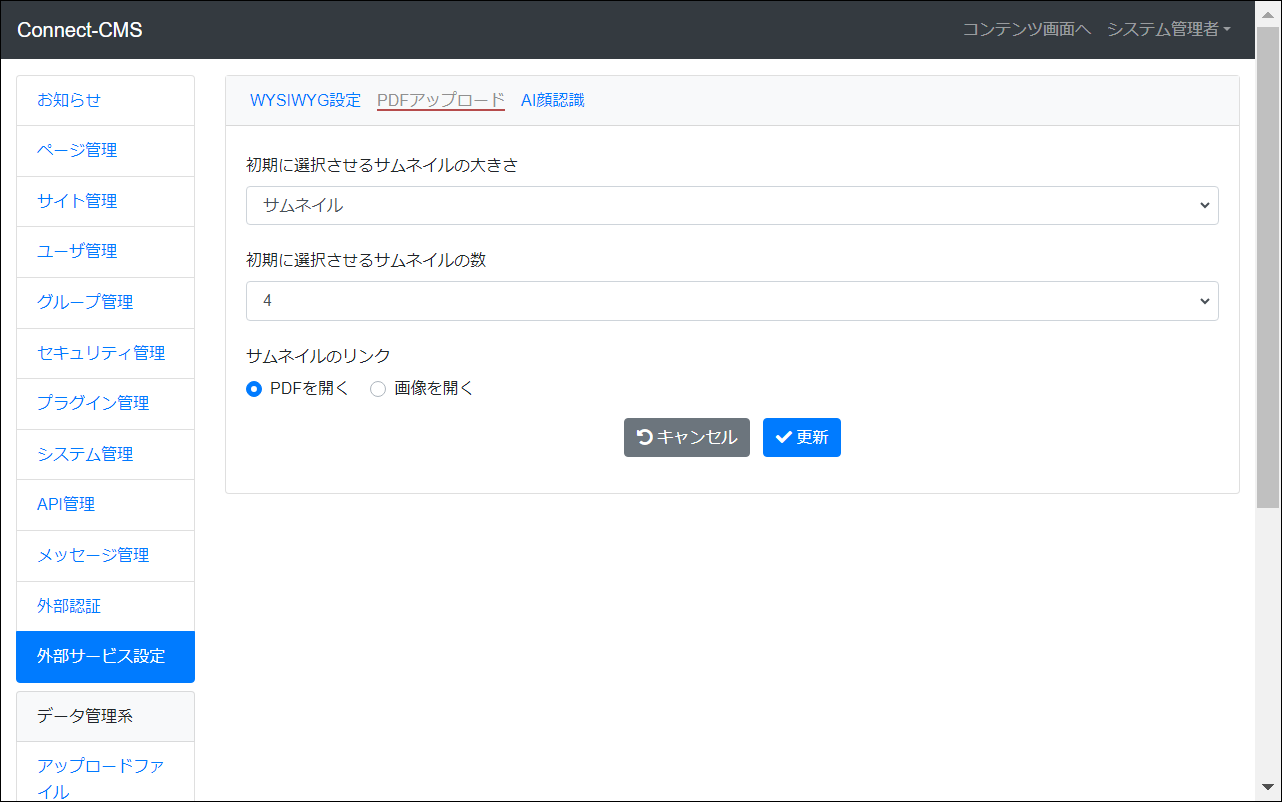 Connect-CMS
コンテンツ画面へ システム管理者
お知らせ
ページ管理
サイト管理
ユーザ管理
グループ管理
セキュリティ管理
プラグイン管理
システム管理
API管理
メッセージ管理
外部認証
外部サービス設定
データ管理系
アップロードファ
イル
WYSIWYG設定 PDFアップロード AI顔認識
初期に選択させるサムネイルの大きさ
サムネイル
初期に選択させるサムネイルの数
4
サムネイルのリンク
PDFを開く 画像を開く
キャンセル 更新